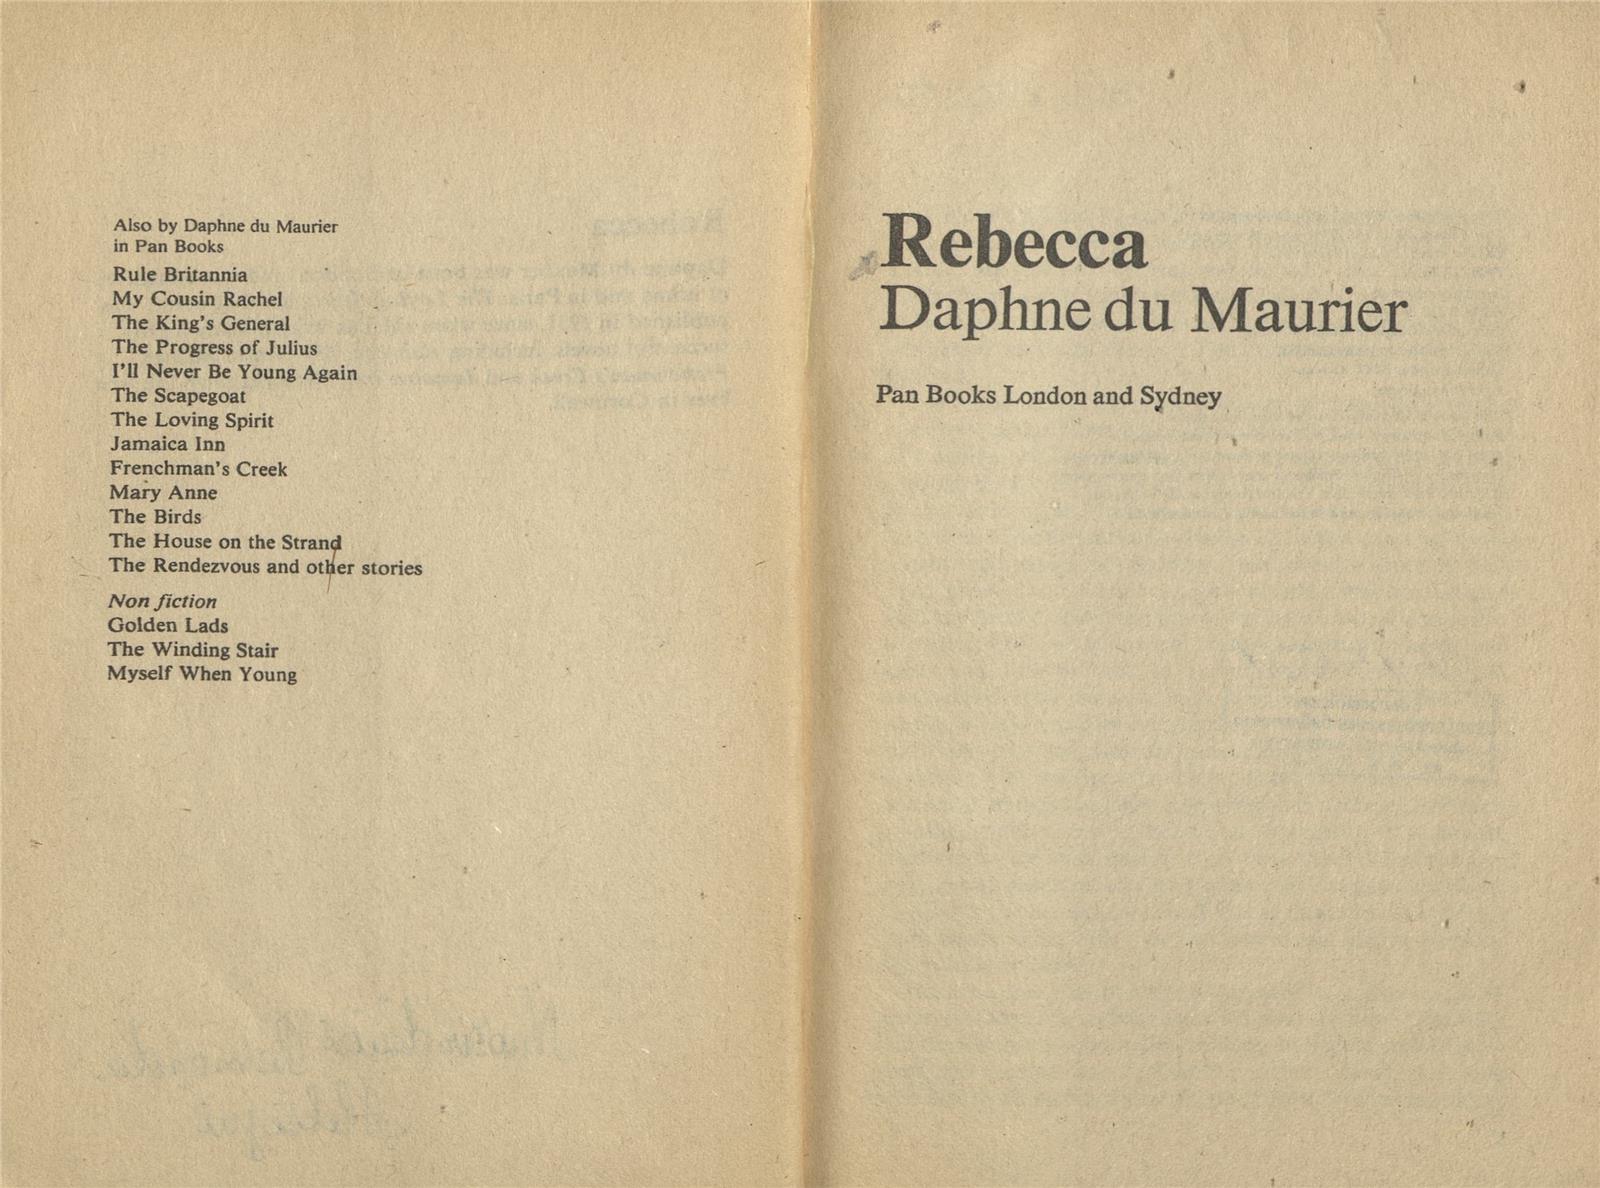 Also by Daphne du Maurier
in Pan Books
Rule Britannia
My Cousin Rachel
The King's General
The Progress of Julius
I'll Never Be Young Again
The Scapegoat
The Loving Spirit
Jamaica Inn
Frenchman's Creek
Mary Anne
The Birds
The House on the Strand
The Rendezvous and other stories
Non fiction
Golden Lads
The Winding Stair
Myself When Young
Rebecca
Daphne du Maurier
Pan Books London and Sydney